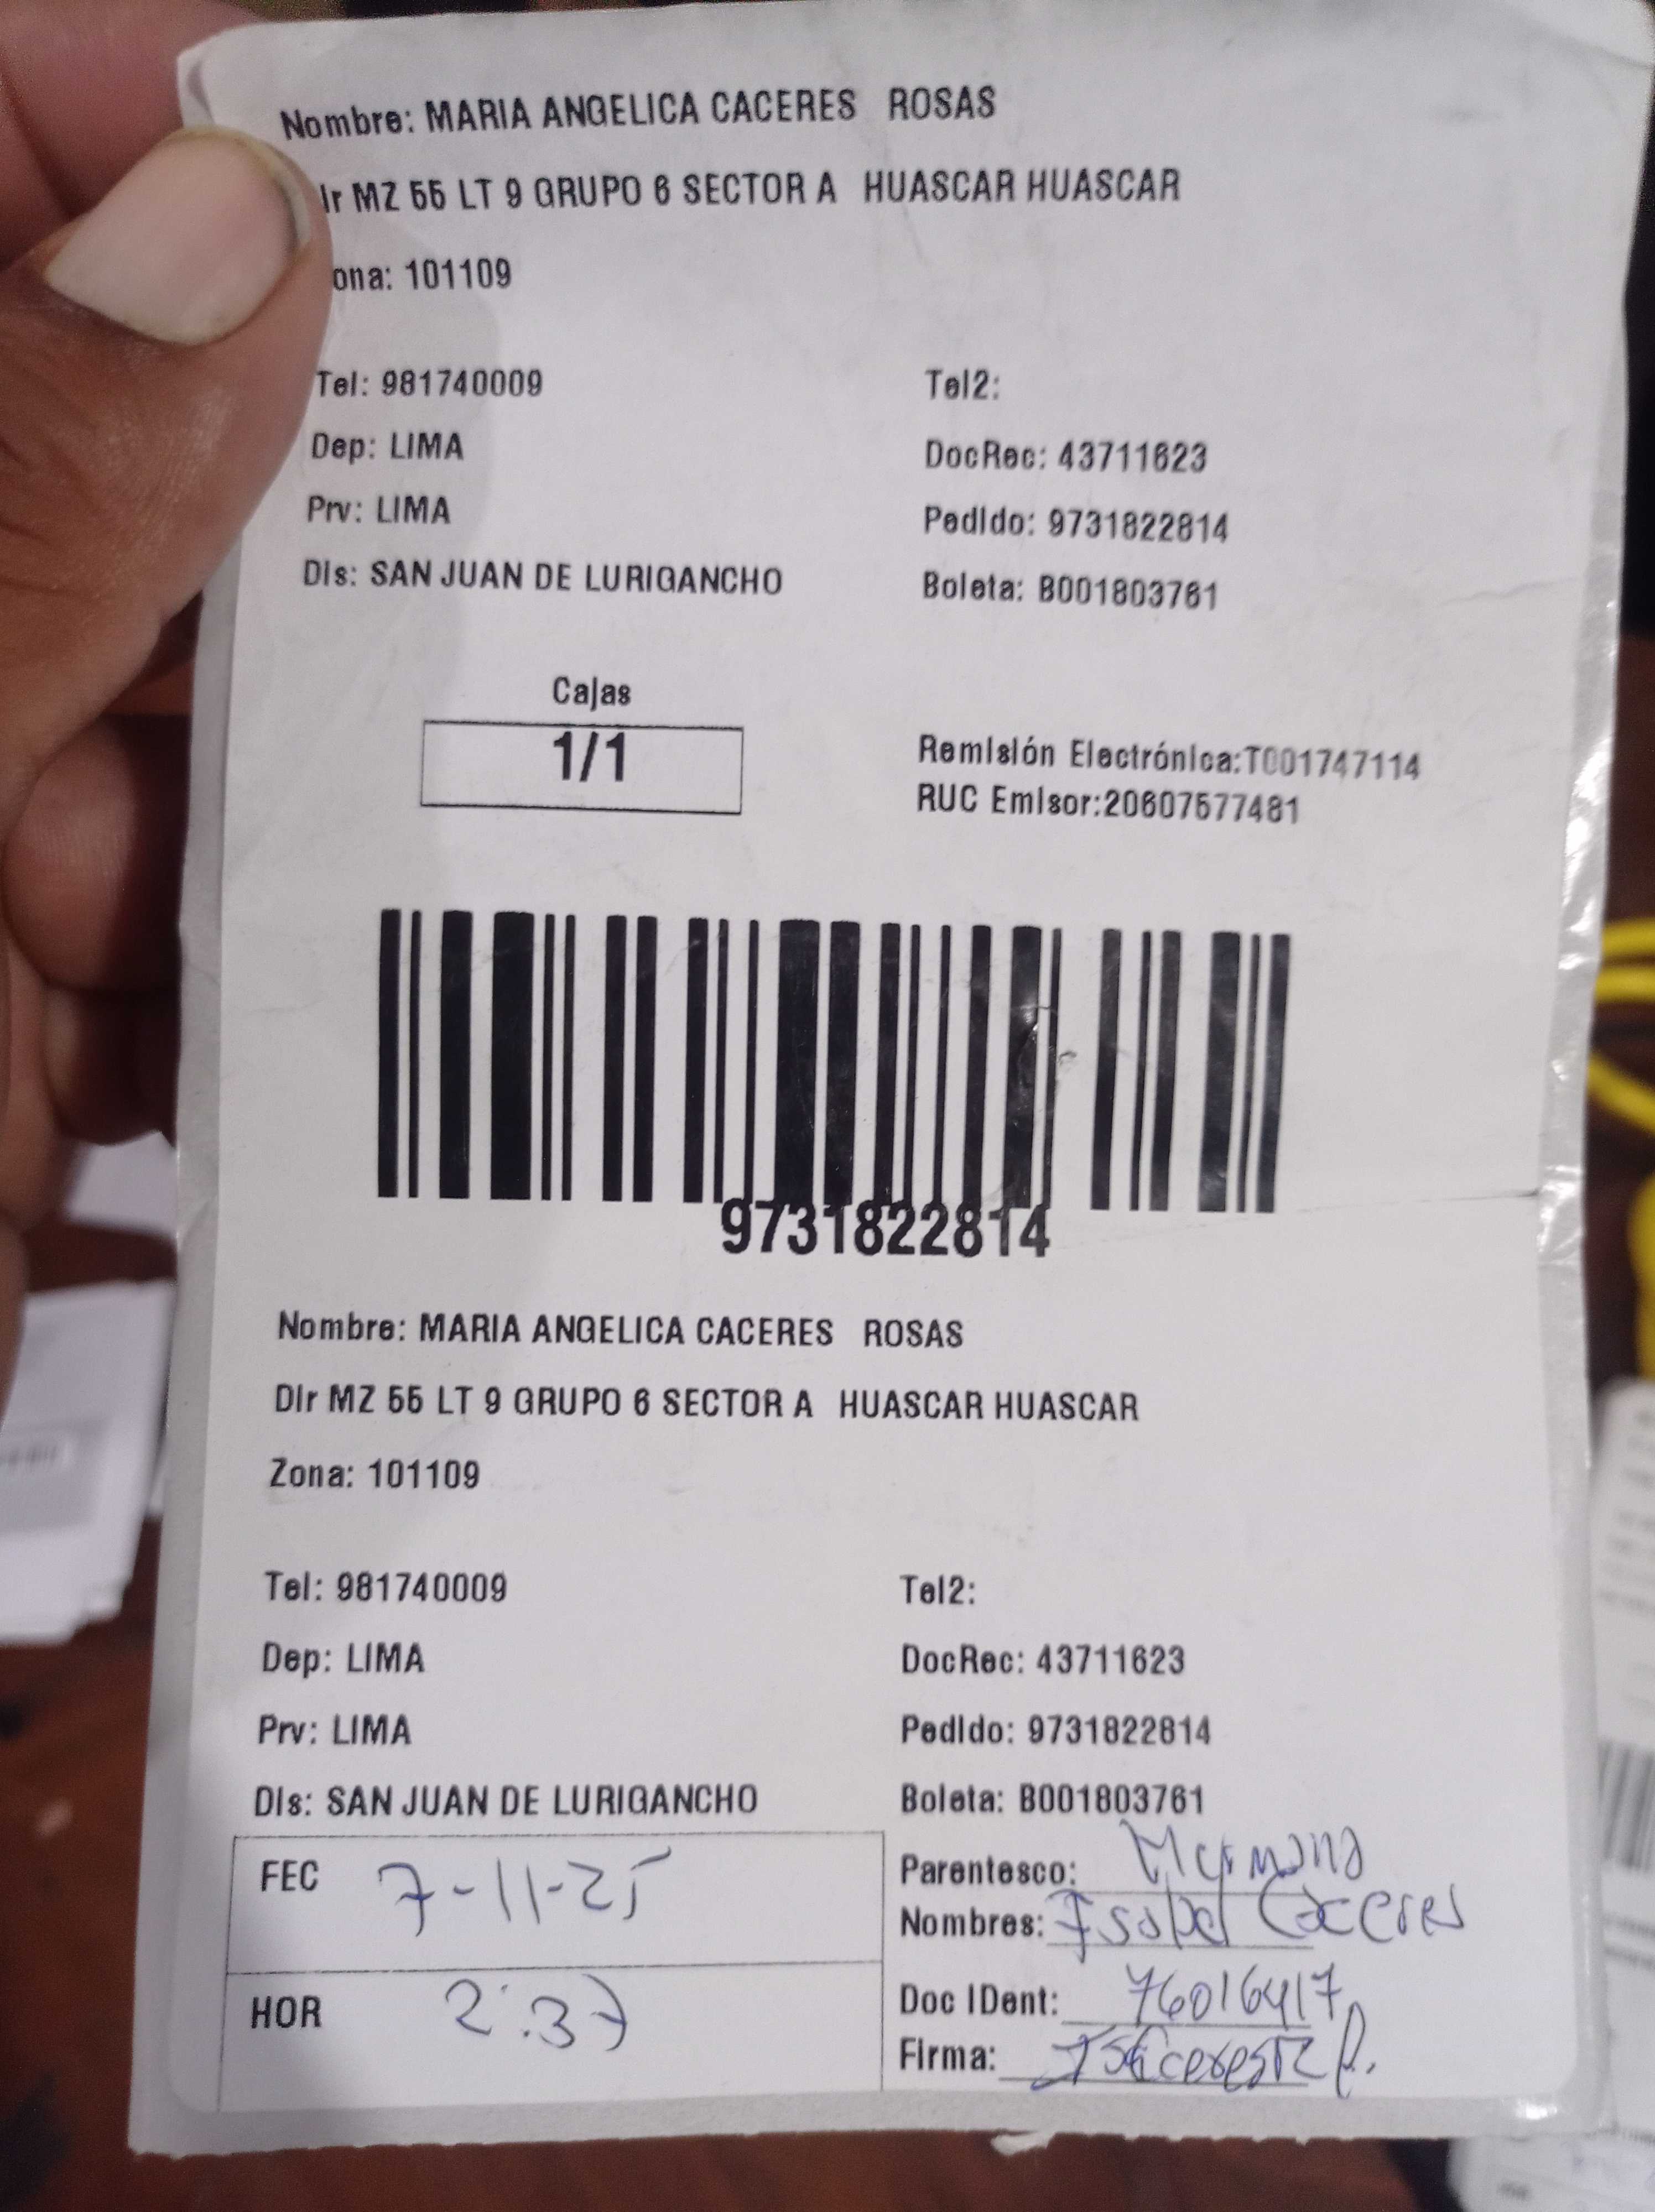 Nombre: MARIA ANGELICA CACERES ROSAS
Ir MZ 55 LT 9 GRUPO 6 SECTOR A HUASCAR HUASCAR
ona: 101109
Tel: 981740009 Tel2:
Dep: LIMA DocRec: 43711623
Prv: LIMA Pedido: 9731822814
Dis: SAN JUAN DE LURIGANCHO Boleta: B001803761
Cajas
1/1
Remisión Electrónica:T001747114
RUC Emisor:20607577481
9731822814
Nombre: MARIA ANGELICA CACERES ROSAS
Dir MZ 55 LT 9 GRUPO 6 SECTOR A HUASCAR HUASCAR
Zona: 101109
Tel: 981740009 Tel2:
Dep: LIMA DocRec: 43711623
Prv: LIMA Pedido: 9731822814
Dis: SAN JUAN DE LURIGANCHO Boleta: B001803761
FEC 7-11-25
Parentesco: Hermana
Nombres: Isabel Caceres
HOR 2:37
Doc IDent: 76016417
Firma: